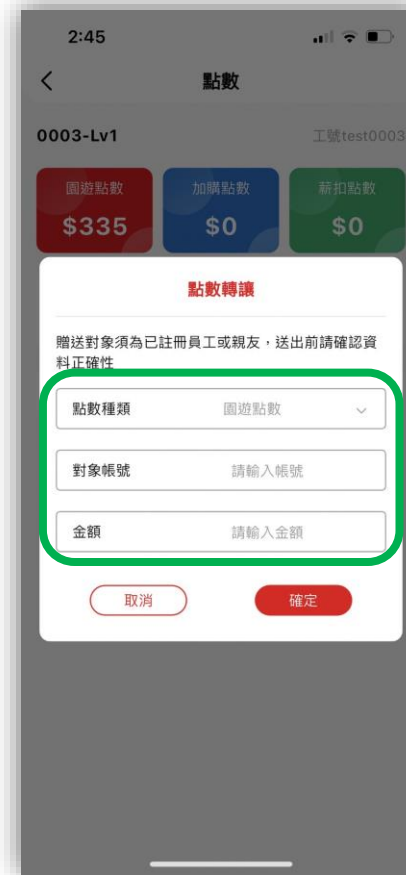 2:45
點數
0003-Lv1
工號test0003
園遊點數
加購點數
薪扣點數
$335
$0
$0
點數轉讓
贈送對象須為已註冊員工或親友，送出前請確認資
料正確性
點數種類
園遊點數
對象帳號
請輸入帳號
金額
請輸入金額
取消
確定